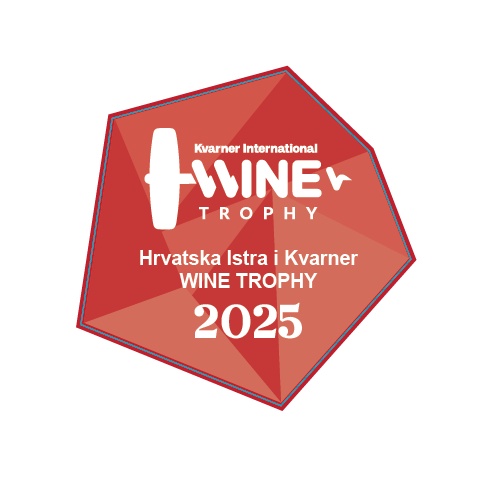 Kvarner International
WINE
TROPHY
Hrvatska Istra i Kvarner
WINE TROPHY
2025